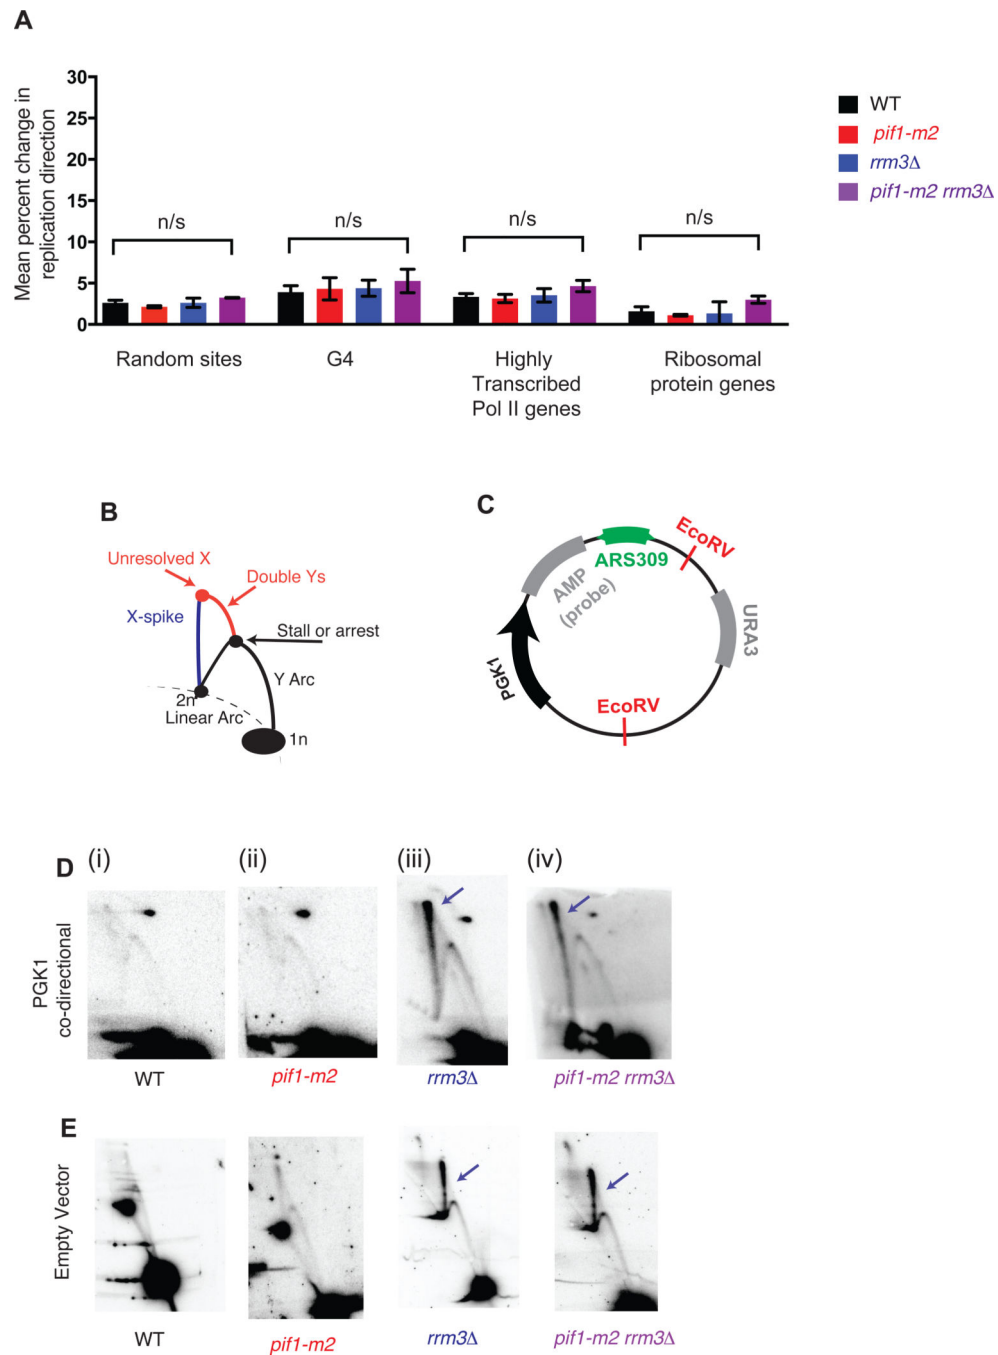 A
Mean percent change in
replication direction
30
25
20
15
10
5
0
n/s
n/s
n/s
n/s
Random sites
G4
Highly
Transcribed
Pol II genes
Ribosomal
protein genes
WT
pif1-m2
rrm3Δ
pif1-m2 rrm3Δ
B
Unresolved X
Double Ys
X-spike
Stall or arrest
Y Arc
2n
Linear Arc
1n
C
ARS309
EcoRV
AMP
(probe)
URA3
PGK1
EcoRV
D
(i)
(ii)
(iii)
(iv)
PGK1
co-directional
WT
pif1-m2
rrm3Δ
pif1-m2 rrm3Δ
E
Empty Vector
WT
pif1-m2
rrm3Δ
pif1-m2 rrm3Δ